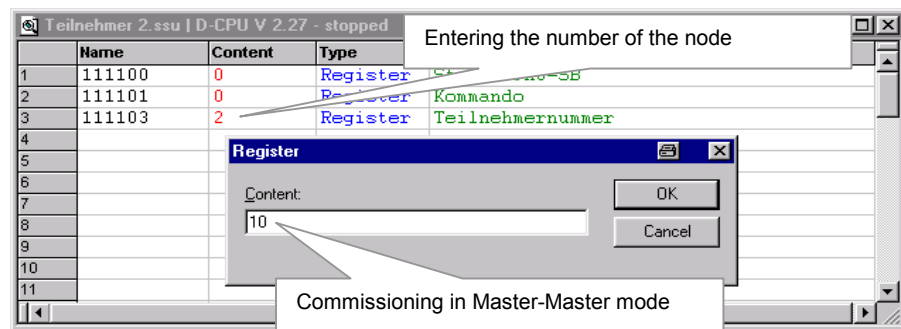 Teilnehmer 2.ssu | D-CPU V 2.27 - stopped
Entering the number of the node
Name Content Type
1 111100 0 Register
2 111101 0 Register Kommando
3 111103 2 Register Teilnehmernummer
4
5
6
7
8
9
10
11
Register
Content:
10
OK
Cancel
Commissioning in Master-Master mode